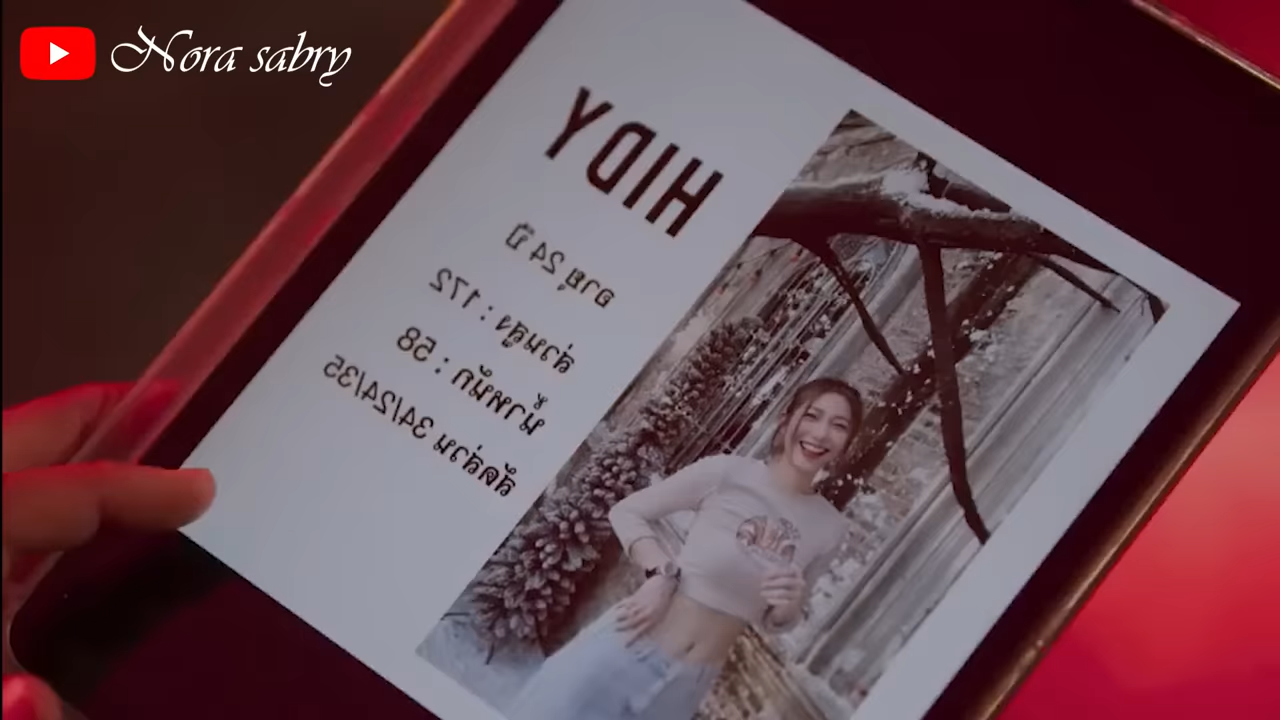 Nora sabry
HIDY
อายุ 24 ปี
ส่วนสูง : 172
น้ำหนัก : 58
สัดส่วน 34/24/35